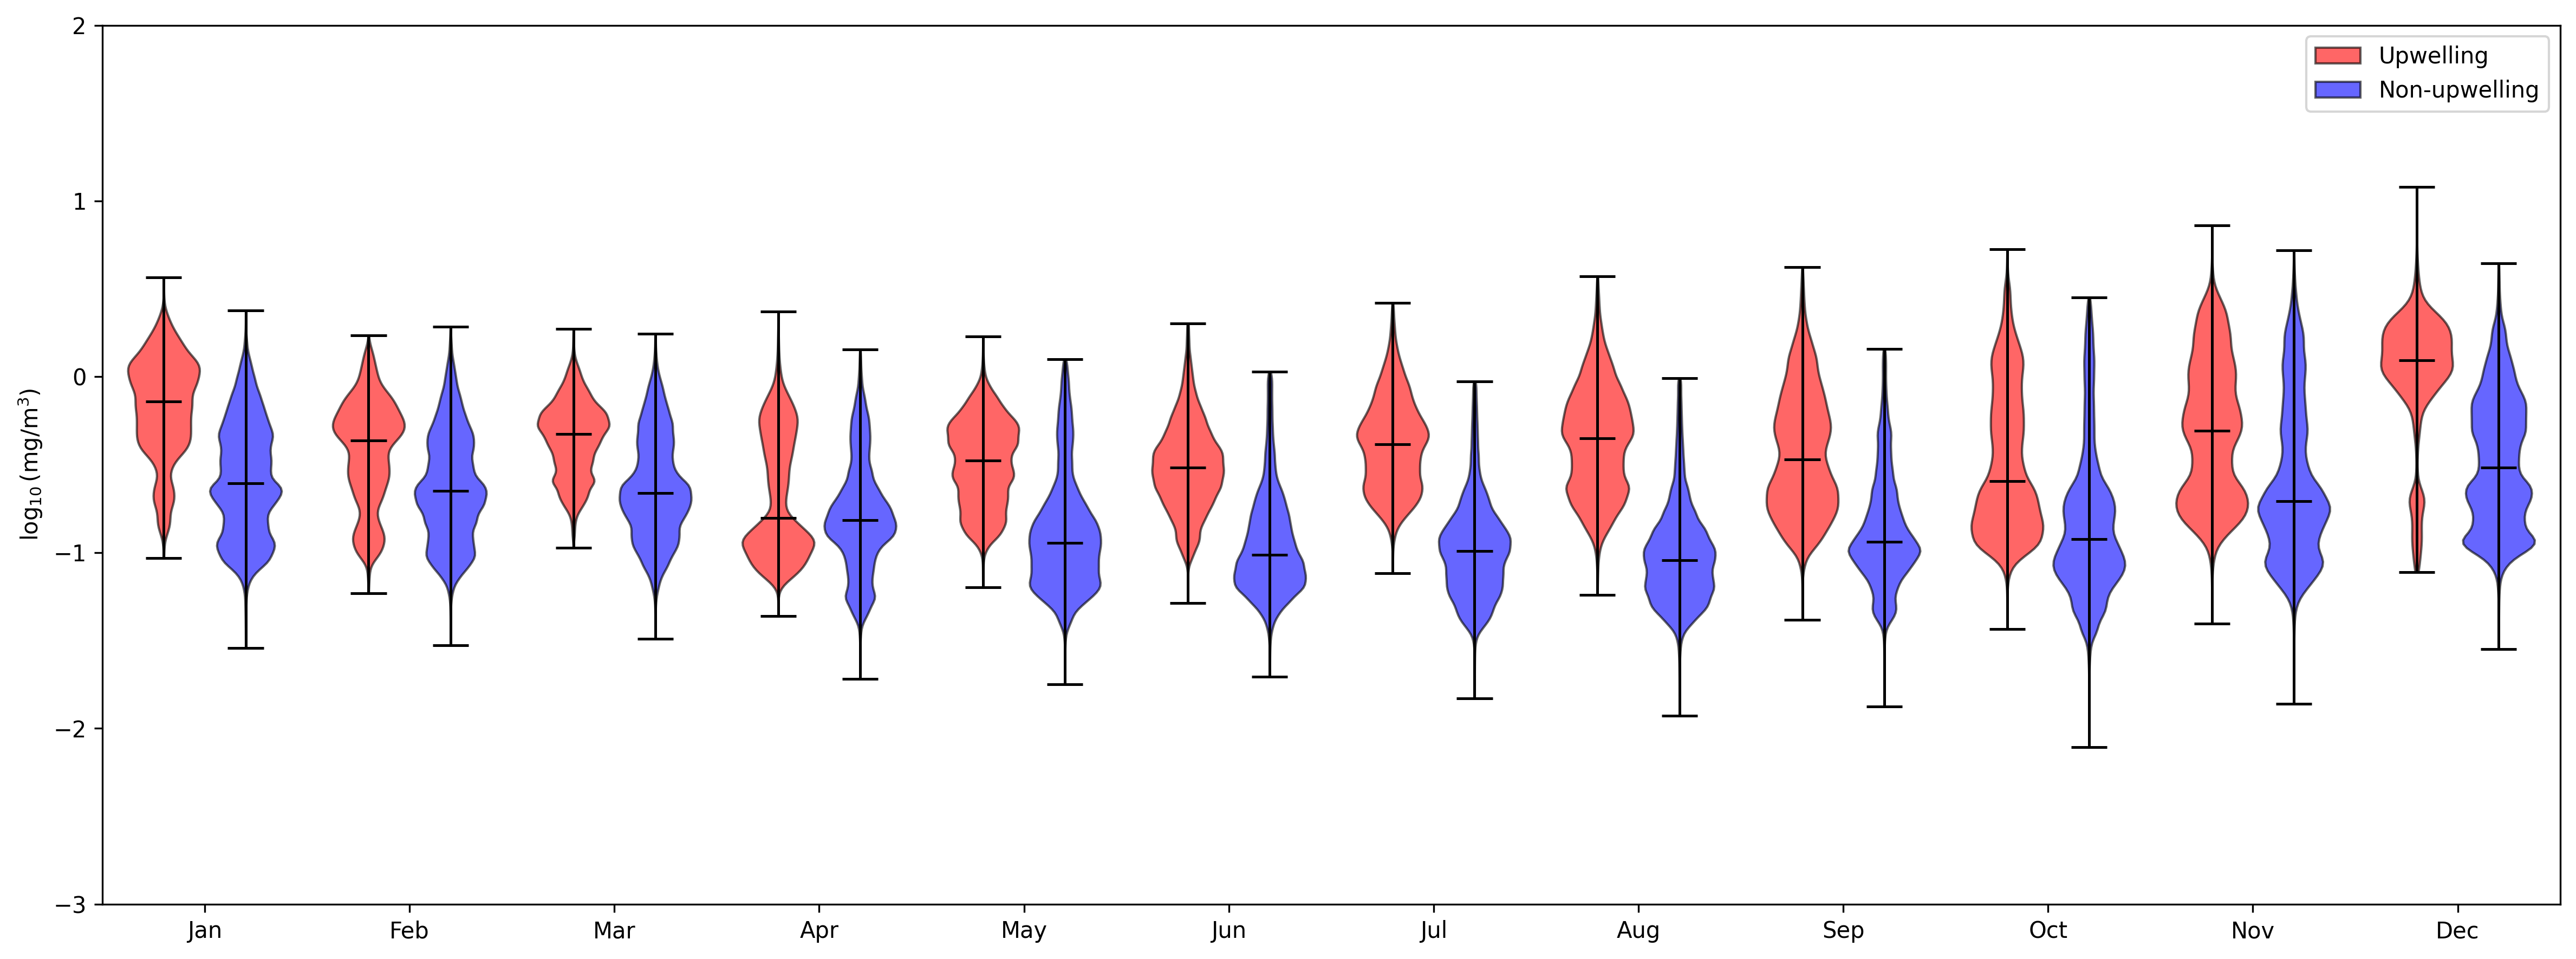 2
1
0
−1
−2
−3
log₁₀ (mg/m³)
Upwelling
Non-upwelling
Jan Feb Mar Apr May Jun Jul Aug Sep Oct Nov Dec